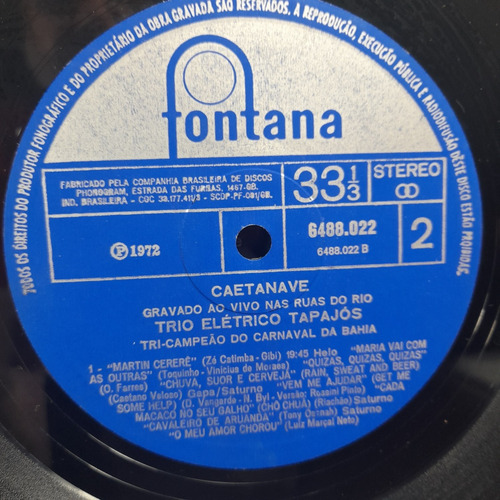 TODOS OS DIREITOS DO PRODUTOR FONOGRÁFICO E DO PROPRIETÁRIO DA OBRA GRAVADA SÃO RESERVADOS. A REPRODUÇÃO, EXECUÇÃO PÚBLICA E RADIODIFUSÃO DÊSTE DISCO ESTÃO PROIBIDAS.
fontana
FABRICADO PELA COMPANHIA BRASILEIRA DE DISCOS
PHONOGRAM, ESTRADA DAS FURNAS, 1467-GB.
IND. BRASILEIRA - CGC 33.177.411/3 - SCDP-PF-001/GB.
33 1/3
STEREO
℗ 1972
6488.022
6488.022 B
2
CAETANAVE
GRAVADO AO VIVO NAS RUAS DO RIO
TRIO ELÉTRICO TAPAJÓS
TRI-CAMPEÃO DO CARNAVAL DA BAHIA
1 - "MARTIN CERERÊ" (Zé Catimba - Gibi) 19:45 Helo "MARIA VAI COM
AS OUTRAS" (Toquinho - Vinicius de Moraes) "QUIZAS, QUIZAS, QUIZAS"
(O. Farres) "CHUVA, SUOR E CERVEJA" (RAIN, SWEAT AND BEER)
(Caetano Veloso) Gapa/Saturno "VEM ME AJUDAR" (GET ME
SOME HELP) (D. Vangarde - N. Byl - Versão: Rossini Pinto) "CADA
MACACO NO SEU GALHO" (CHÔ CHUÁ) (Riachão) Saturno
"CAVALEIRO DE ARUANDA" (Tony Osanah) Saturno
"O MEU AMOR CHOROU" (Luiz Marçal Neto)